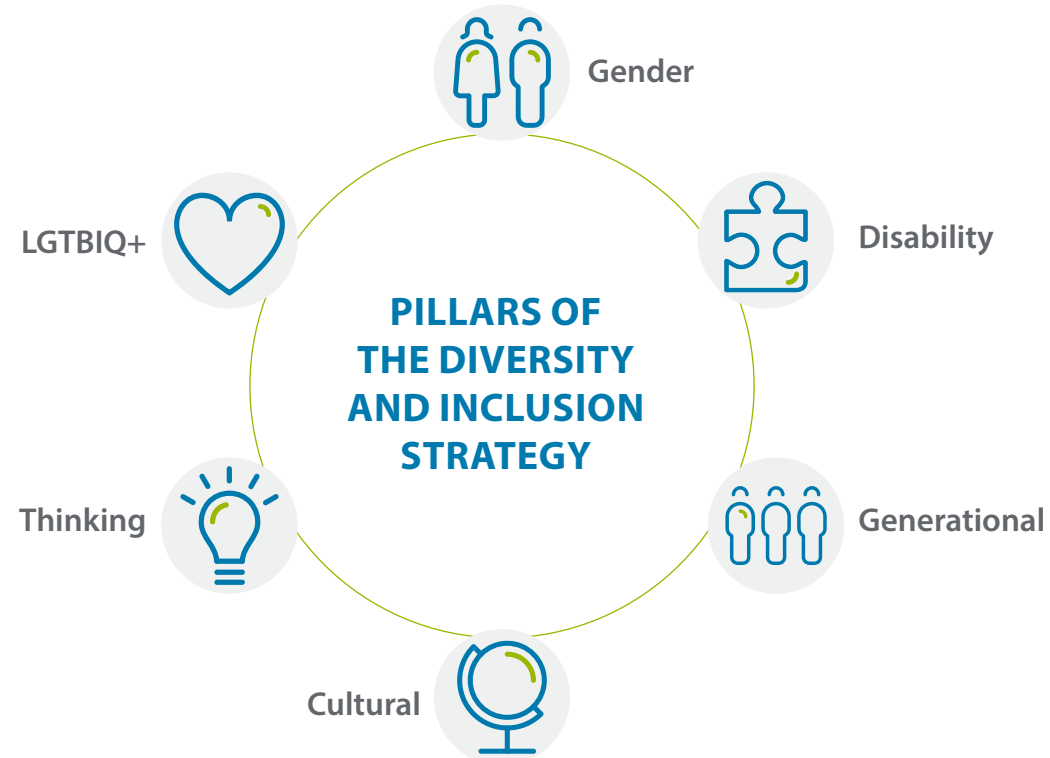 Gender
LGTBIQ+
Disability
PILLARS OF
THE DIVERSITY
AND INCLUSION
STRATEGY
Thinking
Generational
Cultural